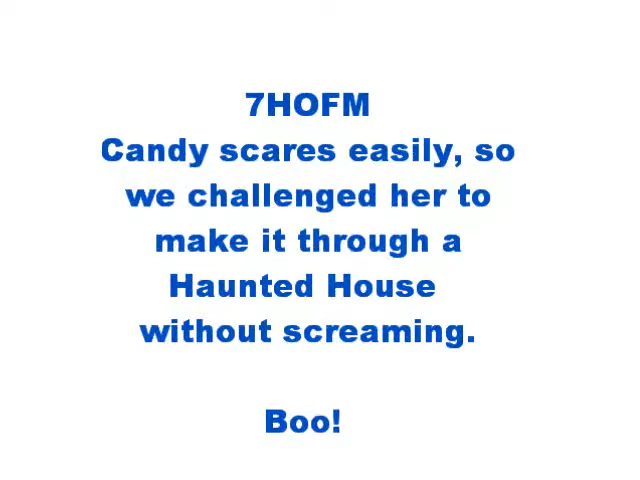 7HOFM
Candy scares easily, so
we challenged her to
make it through a
Haunted House
without screaming.
Boo!